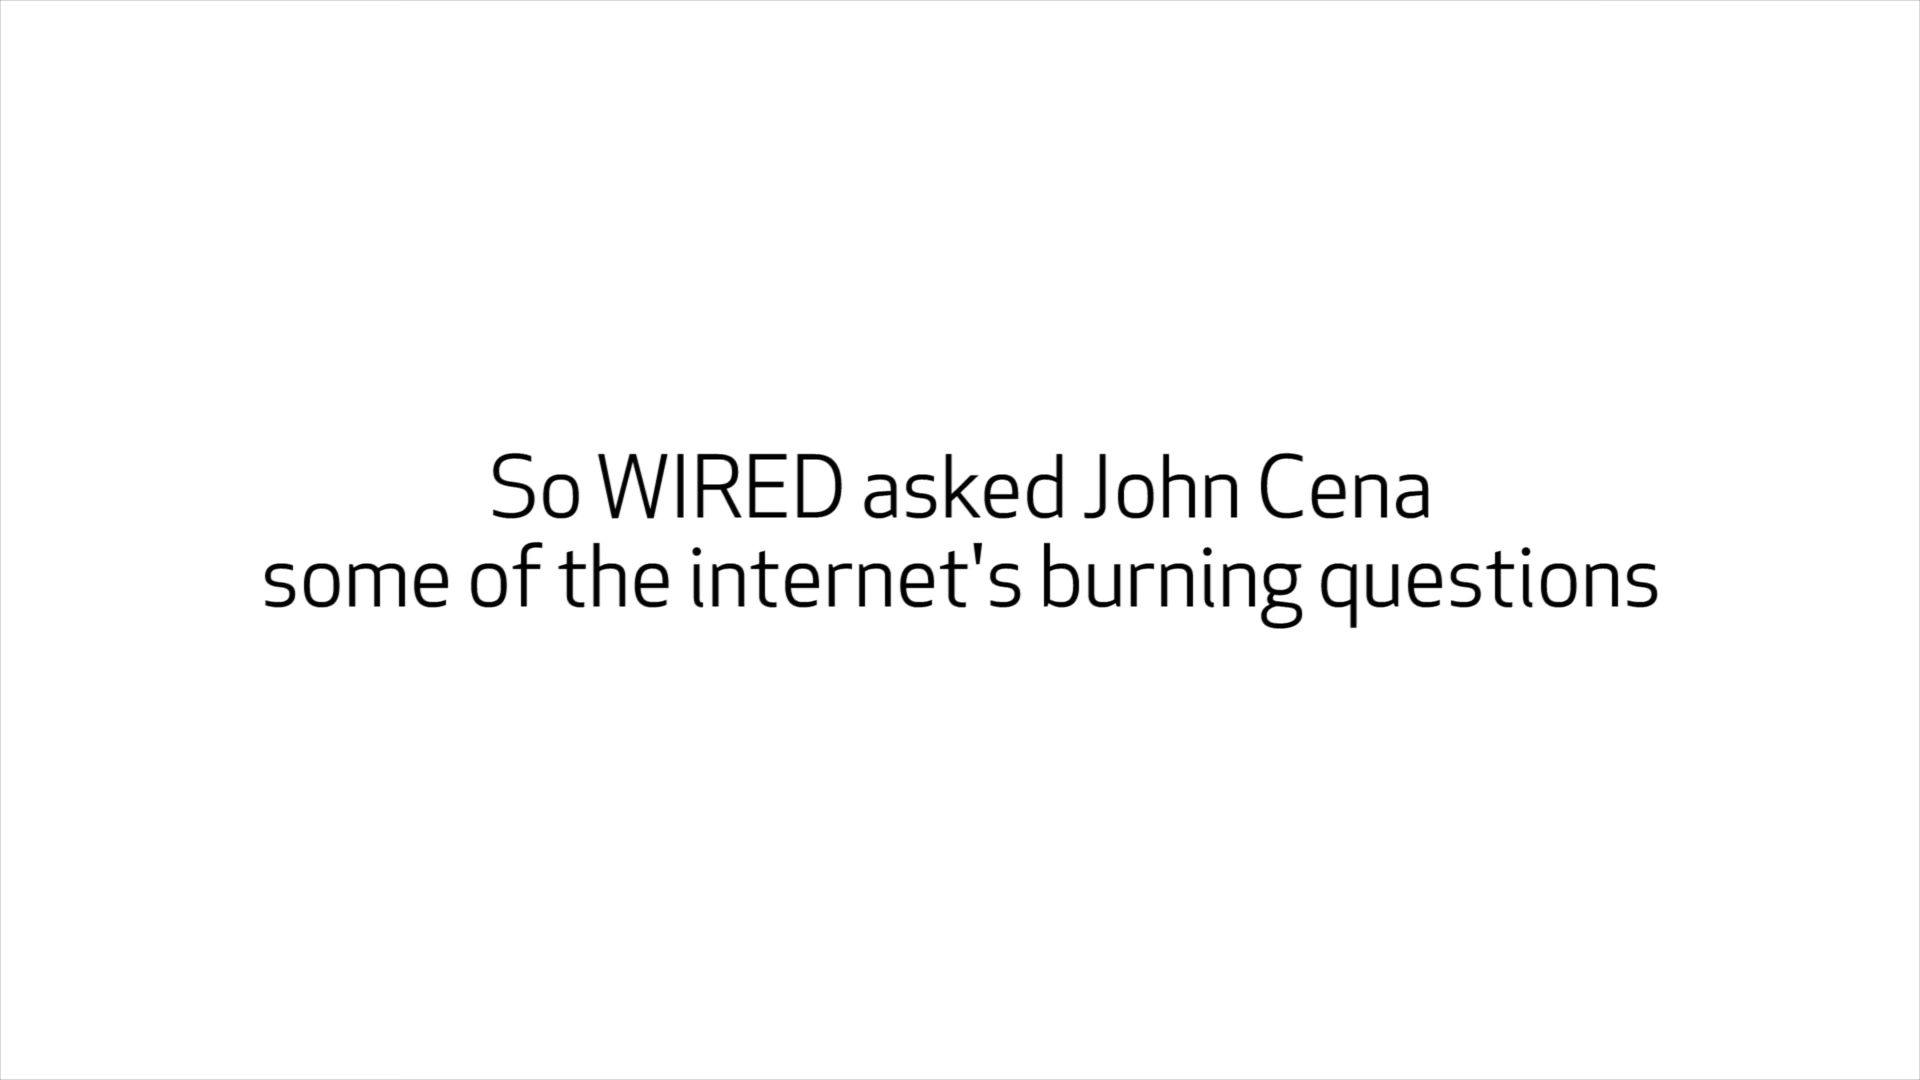 So WIRED asked John Cena
some of the internet's burning questions